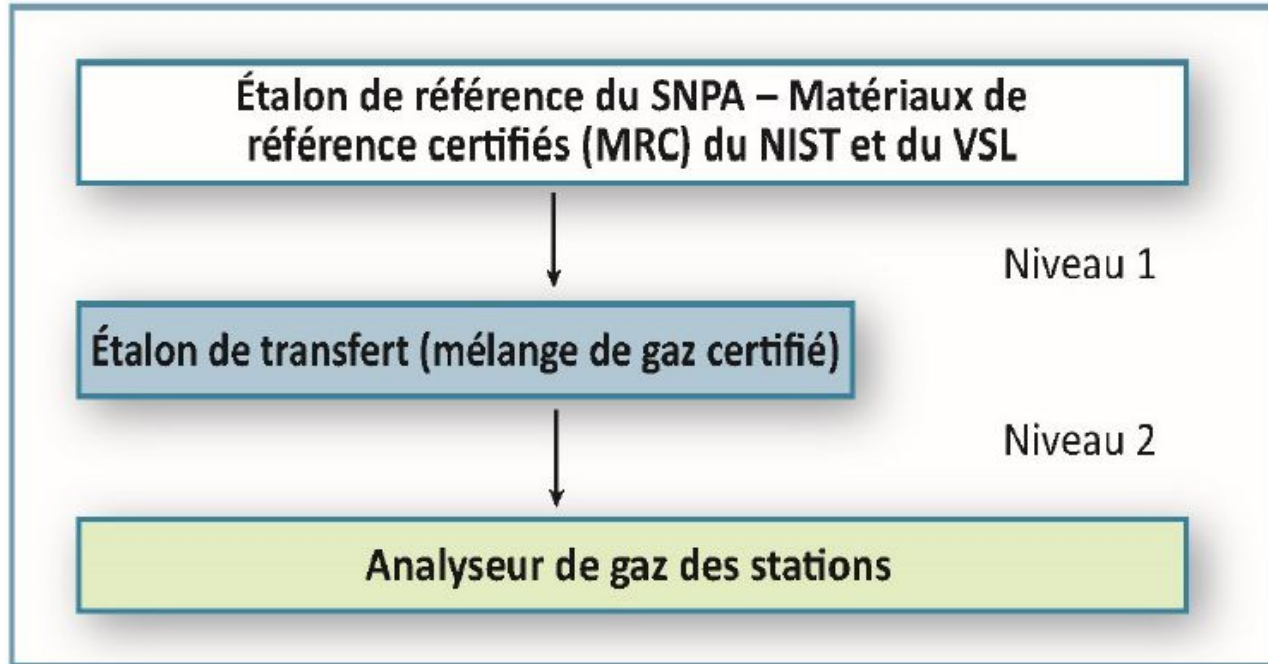 Étalon de référence du SNPA – Matériaux de
référence certifiés (MRC) du NIST et du VSL
Niveau 1
Étalon de transfert (mélange de gaz certifié)
Niveau 2
Analyseur de gaz des stations